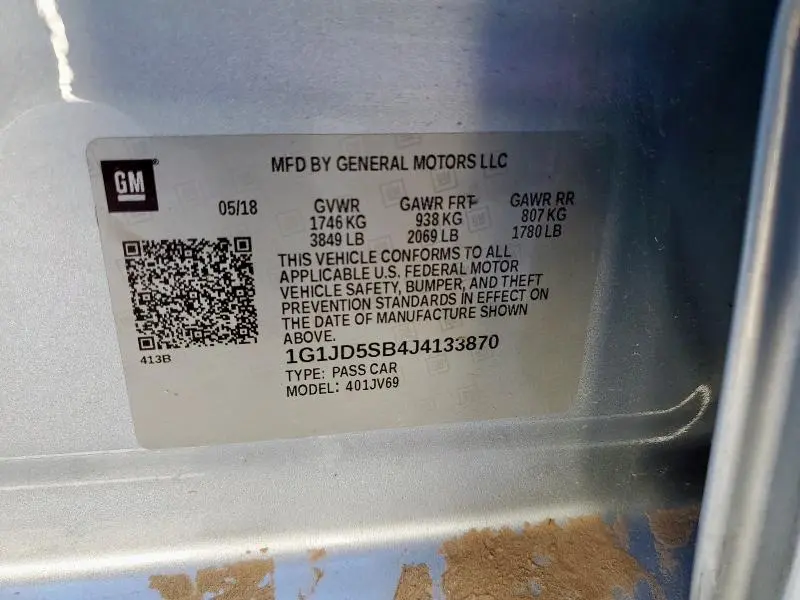 GM
MFD BY GENERAL MOTORS LLC
05/18
GVWR GAWR FRT GAWR RR
1746 KG 938 KG 807 KG
3849 LB 2069 LB 1780 LB
THIS VEHICLE CONFORMS TO ALL
APPLICABLE U.S. FEDERAL MOTOR
VEHICLE SAFETY, BUMPER, AND THEFT
PREVENTION STANDARDS IN EFFECT ON
THE DATE OF MANUFACTURE SHOWN
ABOVE.
413B
1G1JD5SB4J4133870
TYPE: PASS CAR
MODEL: 401JV69